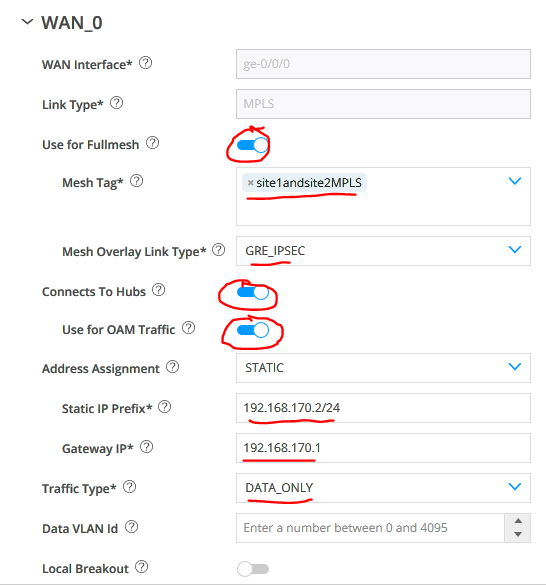 WAN_0
WAN Interface* ? ge-0/0/0
Link Type* ? MPLS
Use for Fullmesh ?
Mesh Tag* ? × site1andsite2MPLS
Mesh Overlay Link Type* ? GRE_IPSEC
Connects To Hubs ?
Use for OAM Traffic ?
Address Assignment ? STATIC
Static IP Prefix* ? 192.168.170.2/24
Gateway IP* ? 192.168.170.1
Traffic Type* ? DATA_ONLY
Data VLAN Id ? Enter a number between 0 and 4095
Local Breakout ?